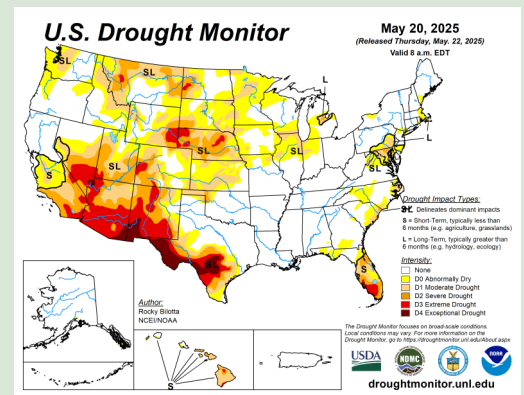 U.S. Drought Monitor
May 20, 2025
(Released Thursday, May. 22, 2025)
Valid 8 a.m. EDT
SL
SL
L
SL
SL
SL
S
SL
L
SL
SL
S
S
Drought Impact Types:
Delineates dominant impacts
S = Short-Term, typically less than
6 months (e.g. agriculture, grasslands)
L = Long-Term, typically greater than
6 months (e.g. hydrology, ecology)
Intensity:
None
D0 Abnormally Dry
D1 Moderate Drought
D2 Severe Drought
D3 Extreme Drought
D4 Exceptional Drought
Author:
Rocky Bilotta
NCEI/NOAA
The Drought Monitor focuses on broad-scale conditions.
Local conditions may vary. For more information on the
Drought Monitor, go to https://droughtmonitor.unl.edu/About.aspx
USDA
NDMC
NOAA
droughtmonitor.unl.edu